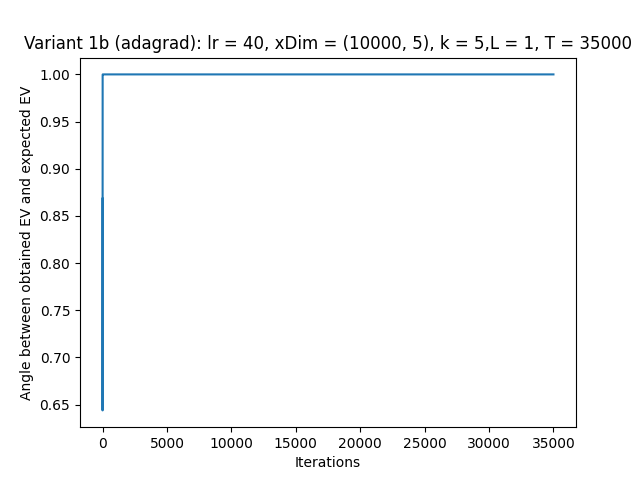 Variant 1b (adagrad): lr = 40, xDim = (10000, 5), k = 5,L = 1, T = 35000
Angle between obtained EV and expected EV
1.00
0.95
0.90
0.85
0.80
0.75
0.70
0.65
0 5000 10000 15000 20000 25000 30000 35000
Iterations